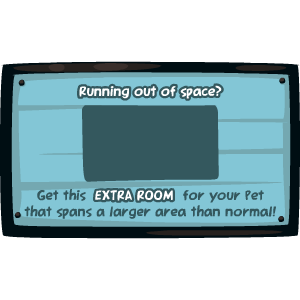 Running out of space?
Get this EXTRA ROOM for your Pet
that spans a larger area than normal!